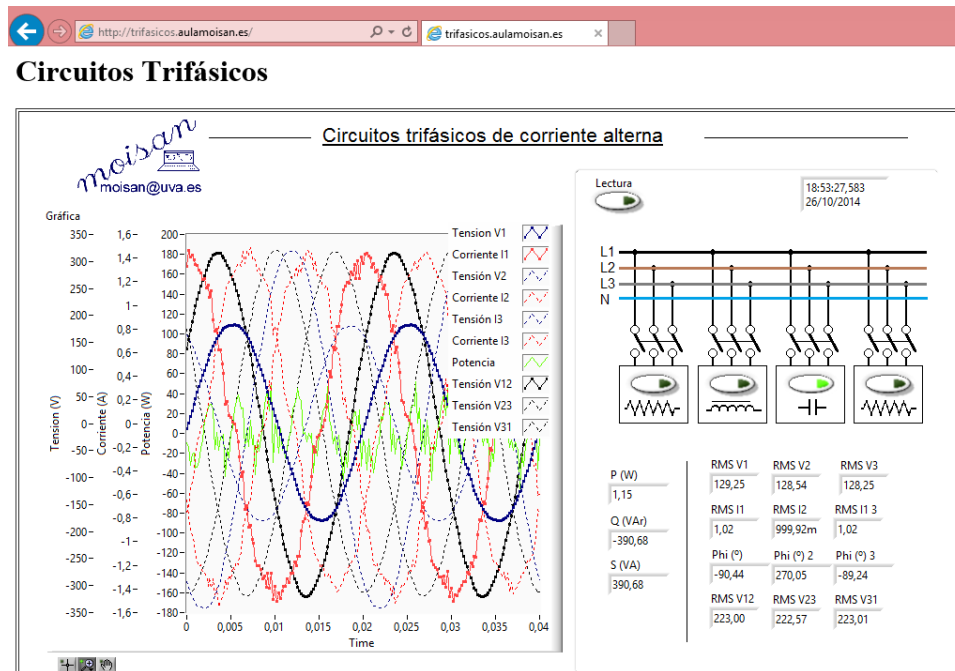 http://trifasicos.aulamoisan.es/
trifasicos.aulamoisan.es
Circuitos Trifásicos
moisan
moisan@uva.es
Circuitos trifásicos de corriente alterna
Gráfica
Tension (V)
350
300
250
200
150
100
50
0
-50
-100
-150
-200
-250
-300
-350
Corriente (A)
1,6
1,4
1,2
1
0,8
0,6
0,4
0,2
0
-0,2
-0,4
-0,6
-0,8
-1
-1,2
-1,4
-1,6
Potencia (W)
200
180
160
140
120
100
80
60
40
20
0
-20
-40
-60
-80
-100
-120
-140
-160
-180
0 0,005 0,01 0,015 0,02 0,025 0,03 0,035 0,04
Time
Tension V1
Corriente I1
Tensión V2
Corriente I2
Tensión I3
Corriente I3
Potencia
Tensión V12
Tensión V23
Tensión V31
Lectura
18:53:27,583
26/10/2014
L1
L2
L3
N
P (W)
1,15
Q (VAr)
-390,68
S (VA)
390,68
RMS V1 RMS V2 RMS V3
129,25 128,54 128,25
RMS I1 RMS I2 RMS I1 3
1,02 999,92m 1,02
Phi (º) Phi (º) 2 Phi (º) 3
-90,44 270,05 -89,24
RMS V12 RMS V23 RMS V31
223,00 222,57 223,01